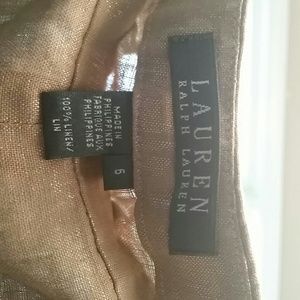 LAUREN
RALPH LAUREN
6
MADE IN
PHILIPPINES
FABRIQUE AUX
PHILIPPINES
100% LINEN/
LIN